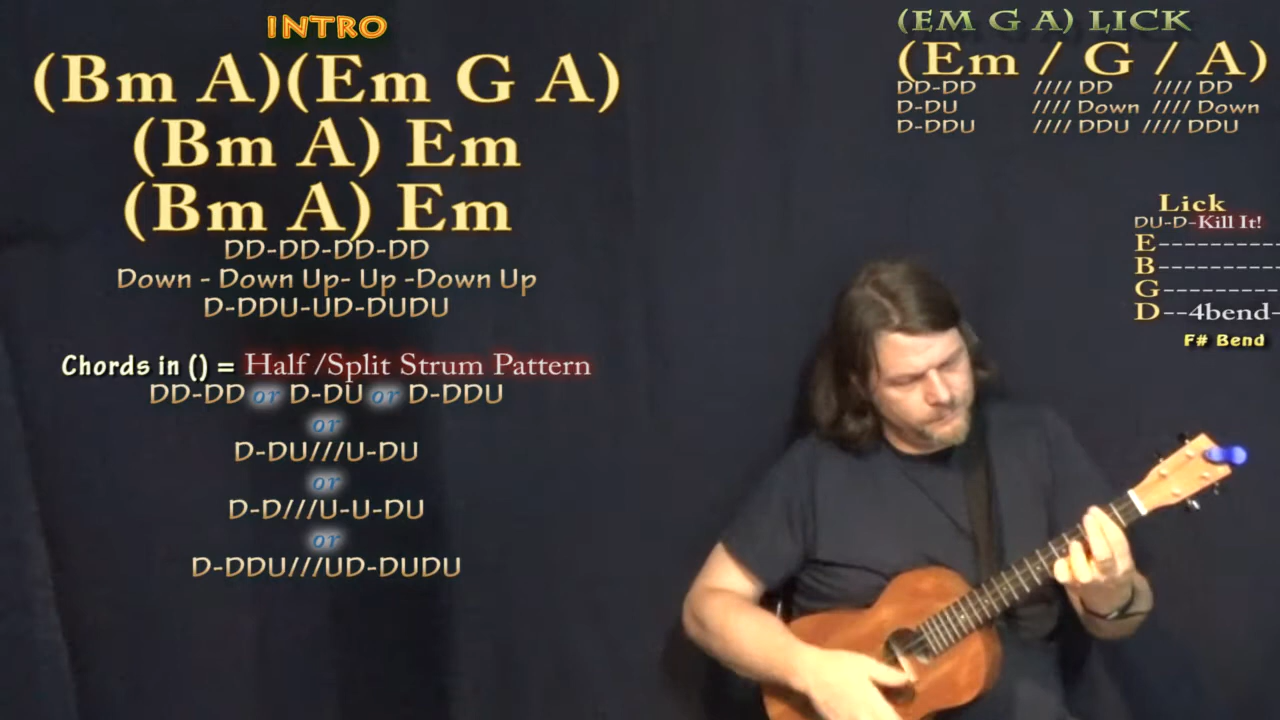 INTRO
(Bm A)(Em G A)
(Bm A) Em
(Bm A) Em
DD-DD-DD-DD
Down - Down Up- Up -Down Up
D-DDU-UD-DUDU
Chords in () = Half /Split Strum Pattern
DD-DD or D-DU or D-DDU
or
D-DU///U-DU
or
D-D///U-U-DU
or
D-DDU///UD-DUDU
(EM G A) LICK
(Em / G / A)
DD-DD //// DD //// DD
D-DU //// Down //// Down
D-DDU //// DDU //// DDU
Lick
DU-D-Kill It!
E----------
B----------
G----------
D--4bend-
F# Bend